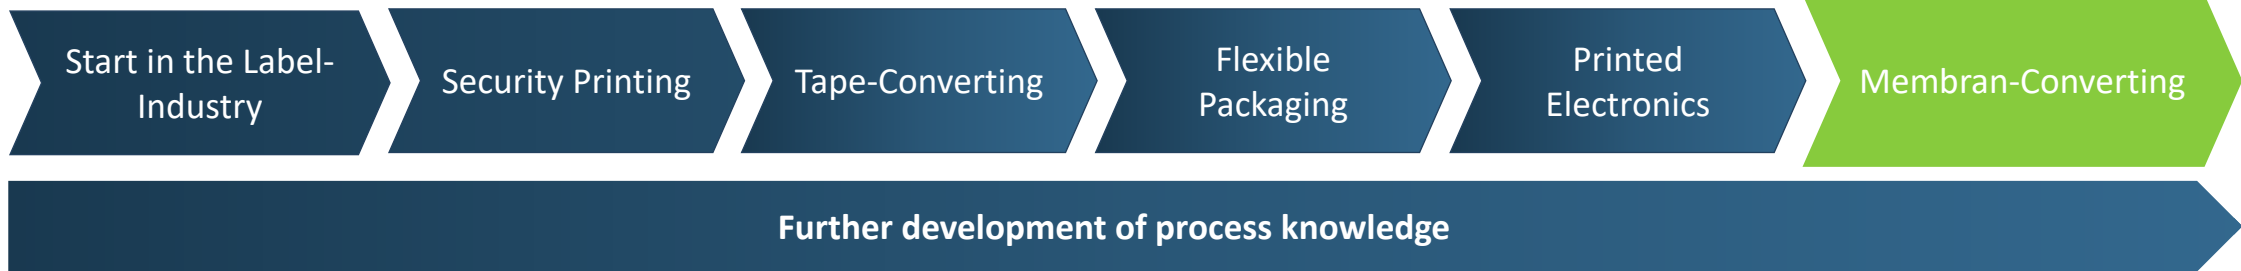 Start in the Label-
Industry
Security Printing
Tape-Converting
Flexible
Packaging
Printed
Electronics
Membran-Converting
Further development of process knowledge